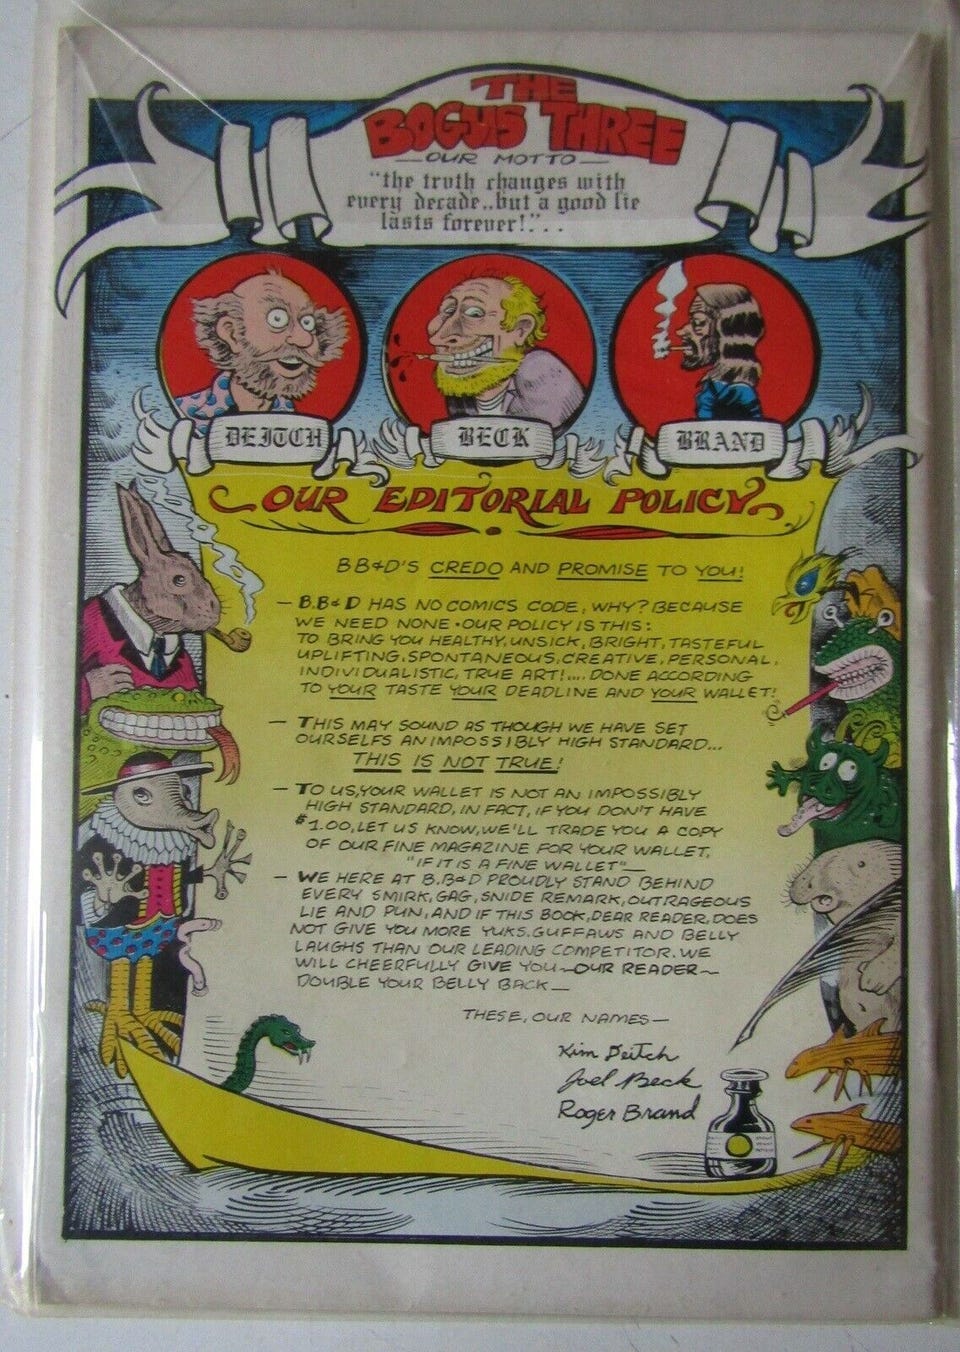 THE
BOGUS THREE
—OUR MOTTO—
"the truth changes with
every decade..but a good lie
lasts forever!"...
DEITCH
BECK
BRAND
OUR EDITORIAL POLICY
BB&D'S CREDO AND PROMISE TO YOU!
— B.B&D HAS NO COMICS CODE, WHY? BECAUSE
WE NEED NONE • OUR POLICY IS THIS:
TO BRING YOU HEALTHY, UNSICK, BRIGHT, TASTEFUL
UPLIFTING, SPONTANEOUS, CREATIVE, PERSONAL,
INDIVIDUALISTIC, TRUE ART!.... DONE ACCORDING
TO YOUR TASTE YOUR DEADLINE AND YOUR WALLET!
— THIS MAY SOUND AS THOUGH WE HAVE SET
OURSELFS AN IMPOSSIBLY HIGH STANDARD...
THIS IS NOT TRUE!
— TO US, YOUR WALLET IS NOT AN IMPOSSIBLY
HIGH STANDARD, IN FACT, IF YOU DON'T HAVE
$1.00, LET US KNOW, WE'LL TRADE YOU A COPY
OF OUR FINE MAGAZINE FOR YOUR WALLET,
"IF IT IS A FINE WALLET"—
— WE HERE AT B.B&D PROUDLY STAND BEHIND
EVERY SMIRK, GAG, SNIDE REMARK, OUTRAGEOUS
LIE AND PUN, AND IF THIS BOOK, DEAR READER, DOES
NOT GIVE YOU MORE YUKS, GUFFAWS AND BELLY
LAUGHS THAN OUR LEADING COMPETITOR. WE
WILL CHEERFULLY GIVE YOU—OUR READER—
DOUBLE YOUR BELLY BACK—
THESE, OUR NAMES—
Kim Deitch
Joel Beck
Roger Brand